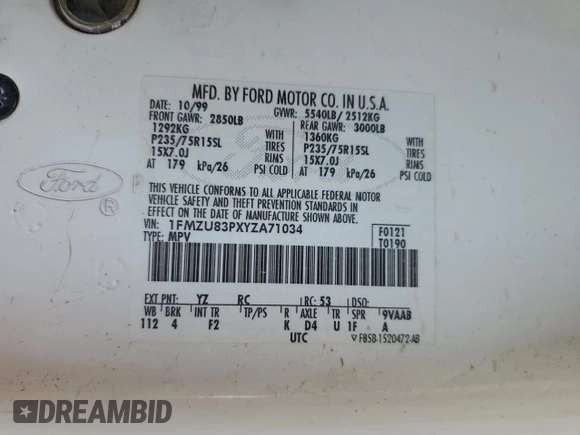 MFD. BY FORD MOTOR CO. IN U.S.A.
DATE: 10/99 GVWR: 5540LB/ 2512KG
FRONT GAWR: 2850LB REAR GAWR: 3000LB
1292KG WITH 1360KG WITH
P235/75R15SL TIRES P235/75R15SL TIRES
15X7.0J RIMS 15X7.0J RIMS
AT 179 kPa/26 PSI COLD AT 179 kPa/26 PSI COLD
THIS VEHICLE CONFORMS TO ALL APPLICABLE FEDERAL MOTOR
VEHICLE SAFETY AND THEFT PREVENTION STANDARDS IN
EFFECT ON THE DATE OF MANUFACTURE SHOWN ABOVE.
VIN: 1FMZU83PXYZA71034 F0121
TYPE: MPV T0190
EXT PNT: YZ RC RC: 53 DSO:
WB BRK INT TR TP/PS R AXLE TR SPR 9VAAB
112 4 F2 K D4 U 1F A
UTC F85B-1520472-AB
Ford ®
DREAMBID